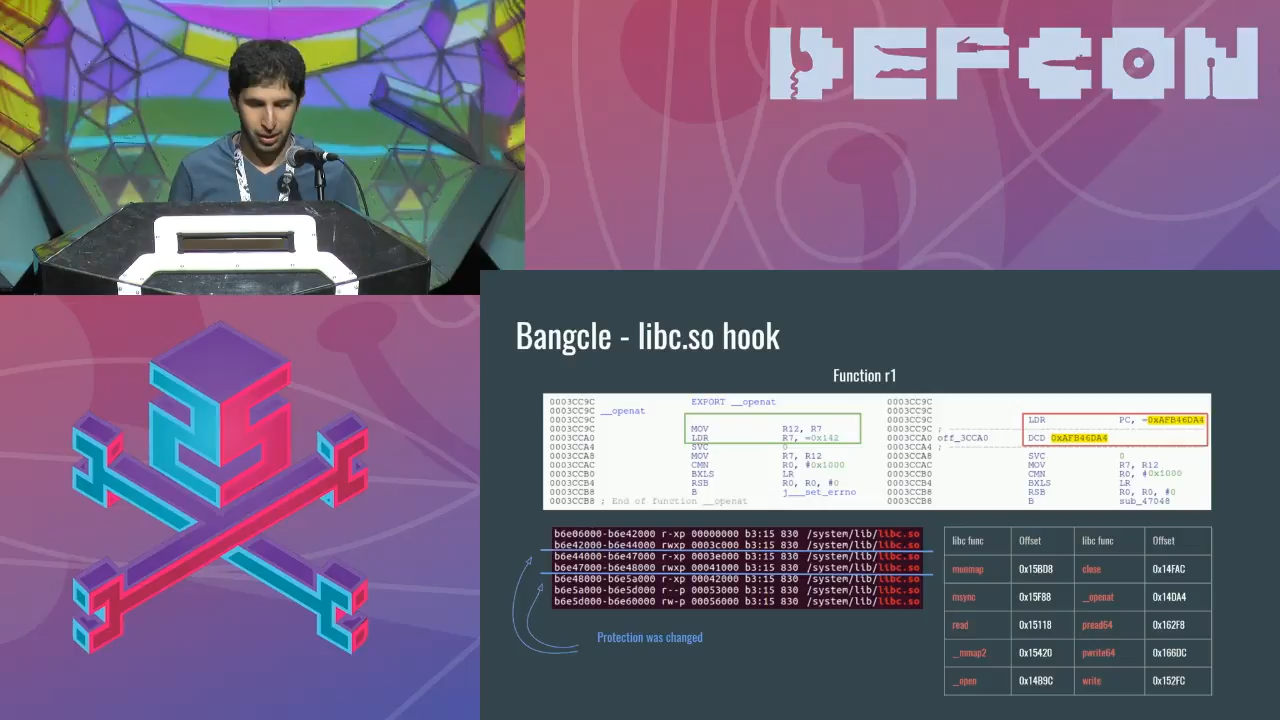 DEFCON
Bangcle - libc.so hook
Function r1
0003CC9C EXPORT __openat
0003CC9C __openat
0003CC9C
0003CC9C MOV R12, R7
0003CCA0 LDR R7, =0x142
0003CCA4 SVC 0
0003CCA8 MOV R7, R12
0003CCAC CMN R0, #0x1000
0003CCB0 BXLS LR
0003CCB4 RSB R0, R0, #0
0003CCB8 B j___set_errno
0003CCB8 ; End of function __openat
0003CC9C
0003CC9C
0003CC9C LDR PC, =0xAFB46DA4
0003CC9C ;
0003CCA0 off_3CCA0 DCD 0xAFB46DA4
0003CCA4 ;
0003CCA4 SVC 0
0003CCA8 MOV R7, R12
0003CCAC CMN R0, #0x1000
0003CCB0 BXLS LR
0003CCB4 RSB R0, R0, #0
0003CCB8 B sub_47048
b6e06000-b6e42000 r-xp 00000000 b3:15 830 /system/lib/libc.so
b6e42000-b6e44000 rwxp 0003c000 b3:15 830 /system/lib/libc.so
b6e44000-b6e47000 r-xp 0003e000 b3:15 830 /system/lib/libc.so
b6e47000-b6e48000 rwxp 00041000 b3:15 830 /system/lib/libc.so
b6e48000-b6e5a000 r-xp 00042000 b3:15 830 /system/lib/libc.so
b6e5a000-b6e5d000 r--p 00053000 b3:15 830 /system/lib/libc.so
b6e5d000-b6e60000 rw-p 00056000 b3:15 830 /system/lib/libc.so
Protection was changed
libc func Offset libc func Offset
munmap 0x15BD8 close 0x14FAC
msync 0x15F88 __openat 0x14DA4
read 0x15118 pread64 0x162F8
__mmap2 0x15420 pwrite64 0x166DC
__open 0x14B9C write 0x152FC